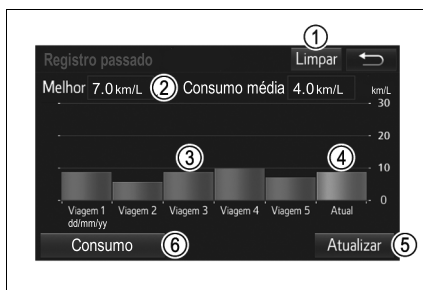 1
Registro passado Limpar
Melhor 7.0 km/L 2 Consumo média 4.0 km/L km/L
30
20
3 4
10
0
Viagem 1 Viagem 2 Viagem 3 Viagem 4 Viagem 5 Atual
dd/mm/yy
Consumo 6 Atualizar 5